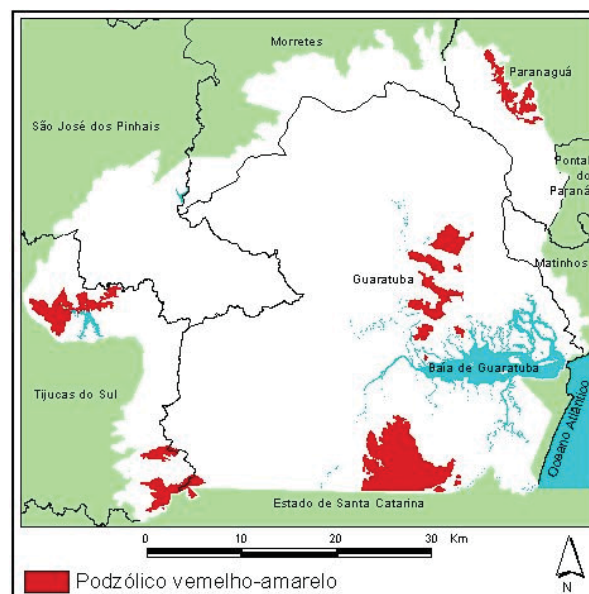 Morretes
Paranaguá
São José dos Pinhais
Pontal
do
Paraná
Matinhos
Guaratuba
Baía de Guaratuba
Tijucas do Sul
Oceano Atlântico
Estado de Santa Catarina
0 10 20 30 Km
Podzólico vemelho-amarelo
N